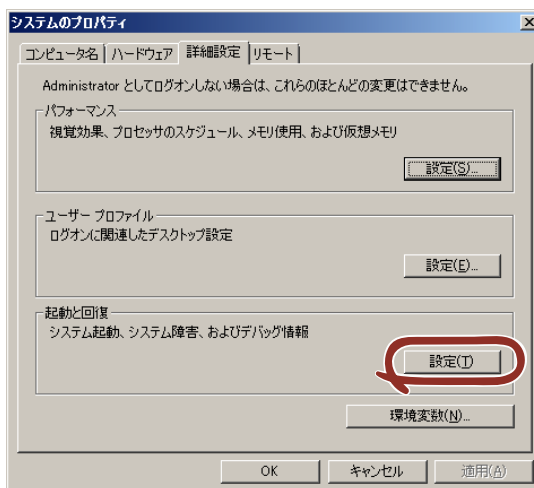 システムのプロパティ
コンピュータ名 ハードウェア 詳細設定 リモート
Administrator としてログオンしない場合は、これらのほとんどの変更はできません。
パフォーマンス
視覚効果、プロセッサのスケジュール、メモリ使用、および仮想メモリ
設定(S)...
ユーザー プロファイル
ログオンに関連したデスクトップ設定
設定(E)...
起動と回復
システム起動、システム障害、およびデバッグ情報
設定(T)
環境変数(N)...
OK キャンセル 適用(A)